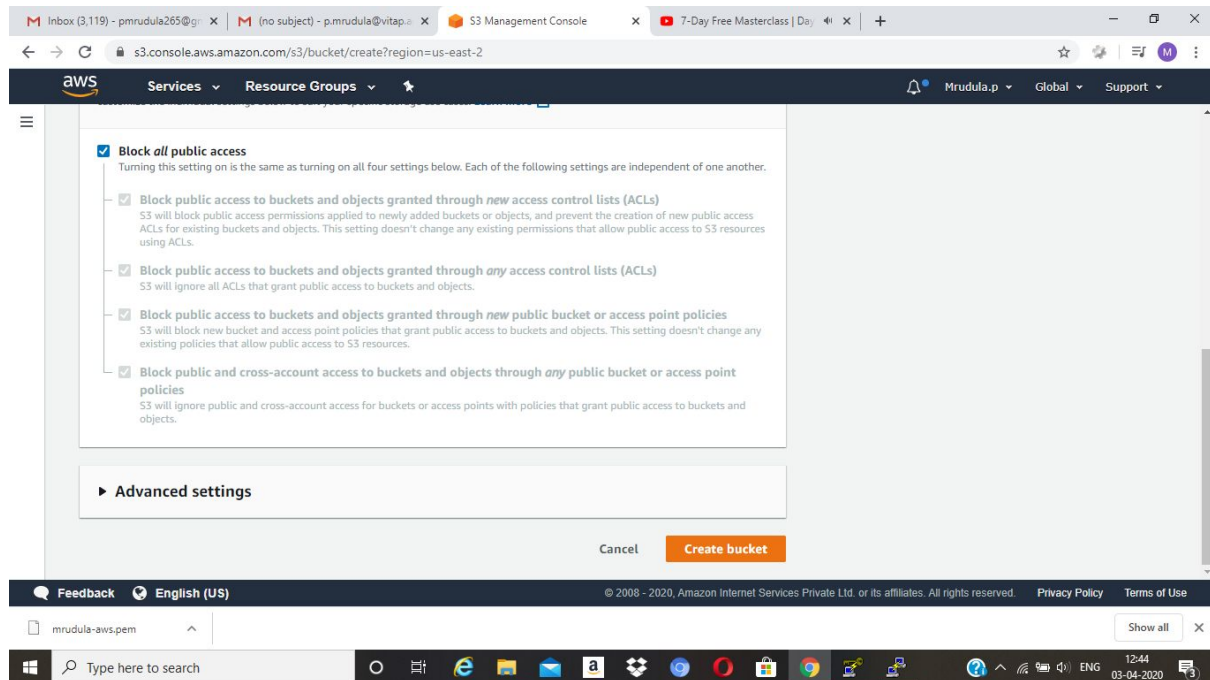 Inbox (3,119) - pmrudula265@gr
(no subject) - p.mrudula@vitap.a
S3 Management Console
7-Day Free Masterclass | Day
s3.console.aws.amazon.com/s3/bucket/create?region=us-east-2
M
aws Services Resource Groups Mrudula.p Global Support
Block all public access
Turning this setting on is the same as turning on all four settings below. Each of the following settings are independent of one another.
Block public access to buckets and objects granted through new access control lists (ACLs)
S3 will block public access permissions applied to newly added buckets or objects, and prevent the creation of new public access
ACLs for existing buckets and objects. This setting doesn't change any existing permissions that allow public access to S3 resources
using ACLs.
Block public access to buckets and objects granted through any access control lists (ACLs)
S3 will ignore all ACLs that grant public access to buckets and objects.
Block public access to buckets and objects granted through new public bucket or access point policies
S3 will block new bucket and access point policies that grant public access to buckets and objects. This setting doesn't change any
existing policies that allow public access to S3 resources.
Block public and cross-account access to buckets and objects through any public bucket or access point
policies
S3 will ignore public and cross-account access for buckets or access points with policies that grant public access to buckets and
objects.
Advanced settings
Cancel Create bucket
Feedback English (US) © 2008 - 2020, Amazon Internet Services Private Ltd. or its affiliates. All rights reserved. Privacy Policy Terms of Use
mrudula-aws.pem Show all
Type here to search
a
ENG
12:44
03-04-2020
3